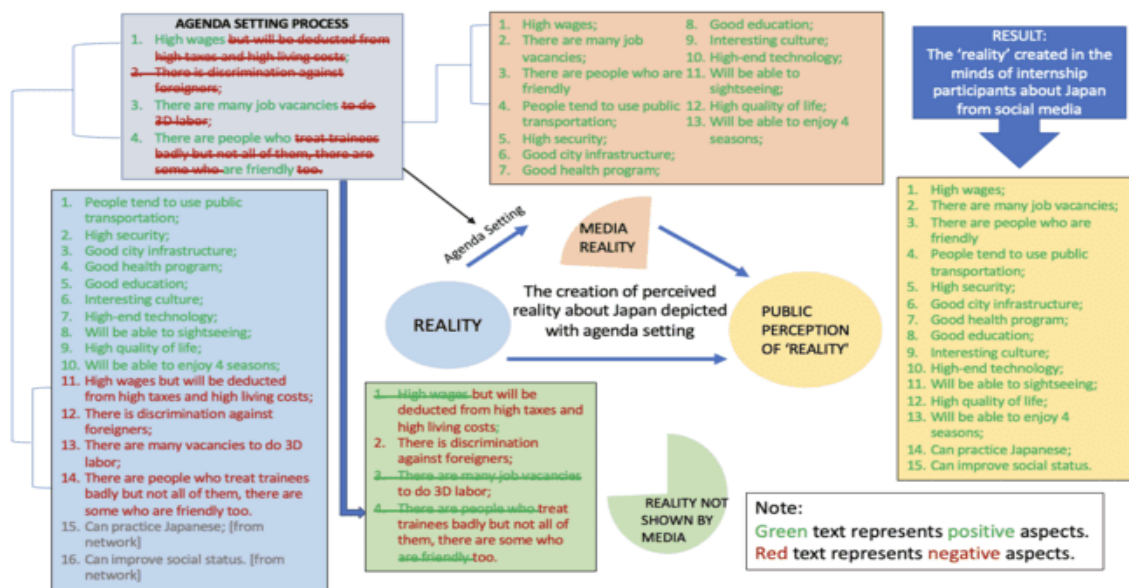 AGENDA SETTING PROCESS
1. High wages but will be deducted from
high taxes and high living costs;
2. There is discrimination against
foreigners;
3. There are many job vacancies to do
3D labor;
4. There are people who treat trainees
badly but not all of them, there are
some who are friendly too.
1. High wages;
2. There are many job
vacancies;
3. There are people who are
friendly
4. People tend to use public
transportation;
5. High security;
6. Good city infrastructure;
7. Good health program;
8. Good education;
9. Interesting culture;
10. High-end technology;
11. Will be able to
sightseeing;
12. High quality of life;
13. Will be able to enjoy 4
seasons;
RESULT:
The ‘reality’ created in the
minds of internship
participants about Japan
from social media
1. People tend to use public
transportation;
2. High security;
3. Good city infrastructure;
4. Good health program;
5. Good education;
6. Interesting culture;
7. High-end technology;
8. Will be able to sightseeing;
9. High quality of life;
10. Will be able to enjoy 4 seasons;
11. High wages but will be deducted
from high taxes and high living costs;
12. There is discrimination against
foreigners;
13. There are many vacancies to do 3D
labor;
14. There are people who treat trainees
badly but not all of them, there are
some who are friendly too.
15. Can practice Japanese; [from
network]
16. Can improve social status. [from
network]
Agenda Setting
MEDIA
REALITY
REALITY
The creation of perceived
reality about Japan depicted
with agenda setting
PUBLIC
PERCEPTION
OF ‘REALITY’
1. High wages but will be
deducted from high taxes and
high living costs;
2. There is discrimination
against foreigners;
3. There are many job vacancies
to do 3D labor;
4. There are people who treat
trainees badly but not all of
them, there are some who
are friendly too.
REALITY NOT
SHOWN BY
MEDIA
1. High wages;
2. There are many job vacancies;
3. There are people who are
friendly
4. People tend to use public
transportation;
5. High security;
6. Good city infrastructure;
7. Good health program;
8. Good education;
9. Interesting culture;
10. High-end technology;
11. Will be able to sightseeing;
12. High quality of life;
13. Will be able to enjoy 4
seasons;
14. Can practice Japanese;
15. Can improve social status.
Note:
Green text represents positive aspects.
Red text represents negative aspects.